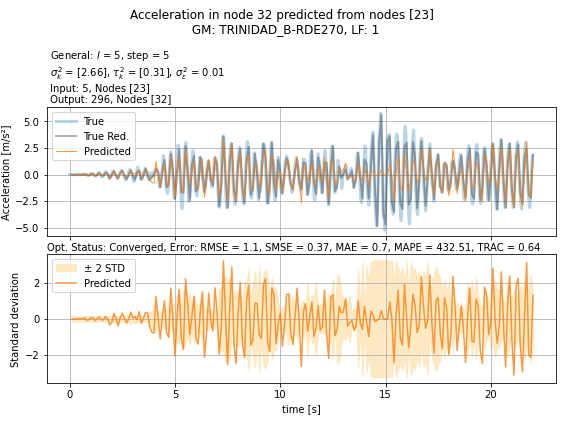 Acceleration in node 32 predicted from nodes [23]
GM: TRINIDAD_B-RDE270, LF: 1
General: l = 5, step = 5
σ²ₖ = [2.66], τ²ₖ = [0.31], σ²ε = 0.01
Input: 5, Nodes [23]
Output: 296, Nodes [32]
Acceleration [m/s²]
5.0
2.5
0.0
−2.5
−5.0
True
True Red.
Predicted
Opt. Status: Converged, Error: RMSE = 1.1, SMSE = 0.37, MAE = 0.7, MAPE = 432.51, TRAC = 0.64
Standard deviation
2
0
−2
± 2 STD
Predicted
0
5
10
15
20
time [s]